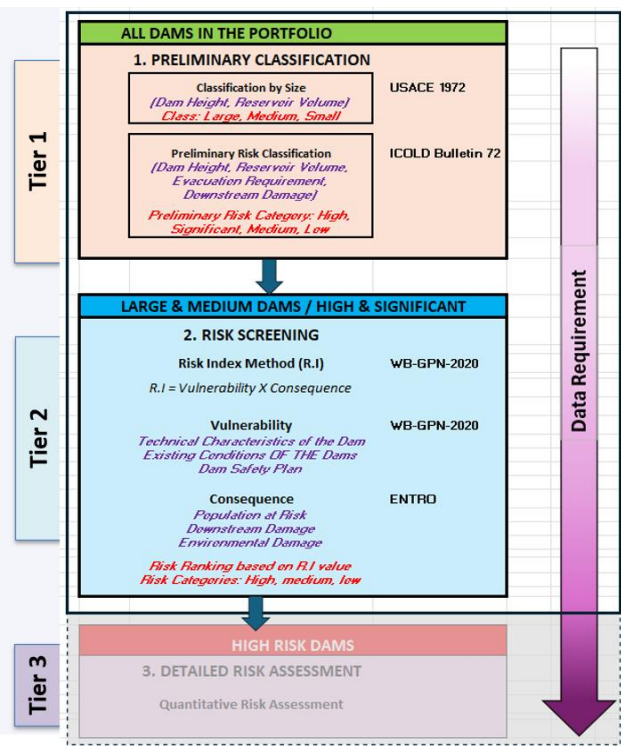 ALL DAMS IN THE PORTFOLIO
1. PRELIMINARY CLASSIFICATION
Classification by Size
(Dam Height, Reservoir Volume)
Class: Large, Medium, Small
USACE 1972
Preliminary Risk Classification
(Dam Height, Reservoir Volume,
Evacuation Requirement,
Downstream Damage)
Preliminary Risk Category: High,
Significant, Medium, Low
ICOLD Bulletin 72
Tier 1
LARGE & MEDIUM DAMS / HIGH & SIGNIFICANT
2. RISK SCREENING
Risk Index Method (R.I)
WB-GPN-2020
R.I = Vulnerability X Consequence
Vulnerability
WB-GPN-2020
Technical Characteristics of the Dam
Existing Conditions OF THE Dams
Dam Safety Plan
Consequence
ENTRO
Population at Risk
Downstream Damage
Environmental Damage
Risk Ranking based on R.I value
Risk Categories: High, medium, low
Tier 2
HIGH RISK DAMS
3. DETAILED RISK ASSESSMENT
Quantitative Risk Assessment
Tier 3
Data Requirement